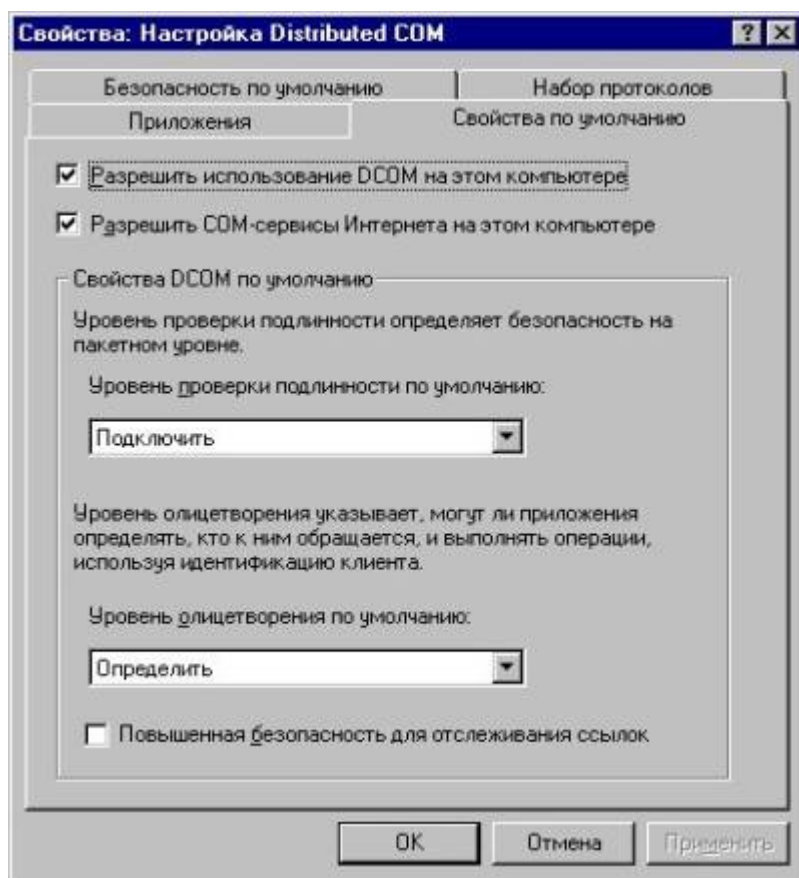 Свойства: Настройка Distributed COM
Безопасность по умолчанию
Набор протоколов
Приложения
Свойства по умолчанию
Разрешить использование DCOM на этом компьютере
Разрешить COM-сервисы Интернета на этом компьютере
Свойства DCOM по умолчанию
Уровень проверки подлинности определяет безопасность на
пакетном уровне.
Уровень проверки подлинности по умолчанию:
Подключить
Уровень олицетворения указывает, могут ли приложения
определять, кто к ним обращается, и выполнять операции,
используя идентификацию клиента.
Уровень олицетворения по умолчанию:
Определить
Повышенная безопасность для отслеживания ссылок
OK
Отмена
Применить